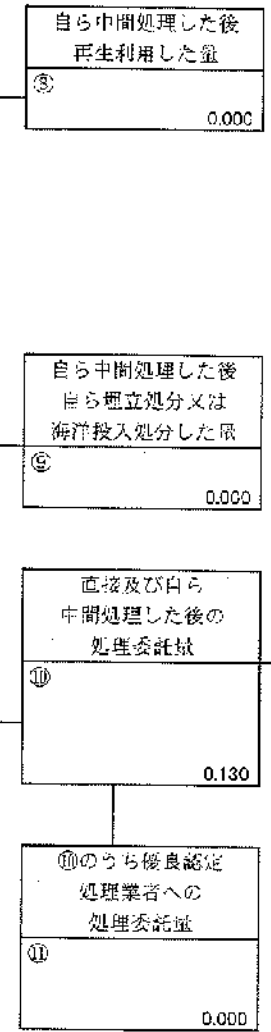 自ら中間処理した後
再生利用した量
⑧
0.000
自ら中間処理した後
自ら埋立処分又は
海洋投入処分した量
⑨
0.000
直接及び自ら
中間処理した後の
処理委託量
⑩
0.130
⑩のうち優良認定
処理業者への
処理委託量
⑪
0.000